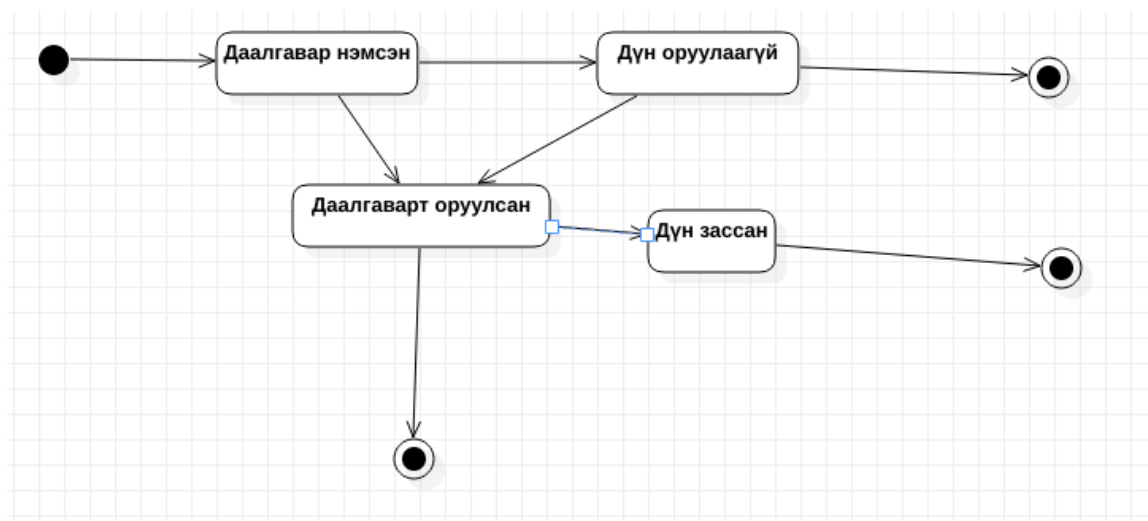 Даалгавар нэмсэн
Дүн оруулаагүй
Даалгаварт оруулсан
Дүн зассан